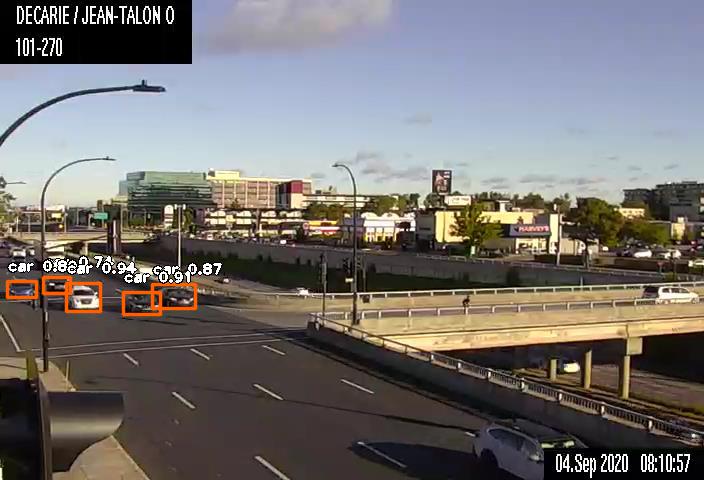 DECARIE / JEAN-TALON O
101-270
car 0.94
car 0.91
car 0.87
HARVEY'S
04.Sep 2020 08:10:57